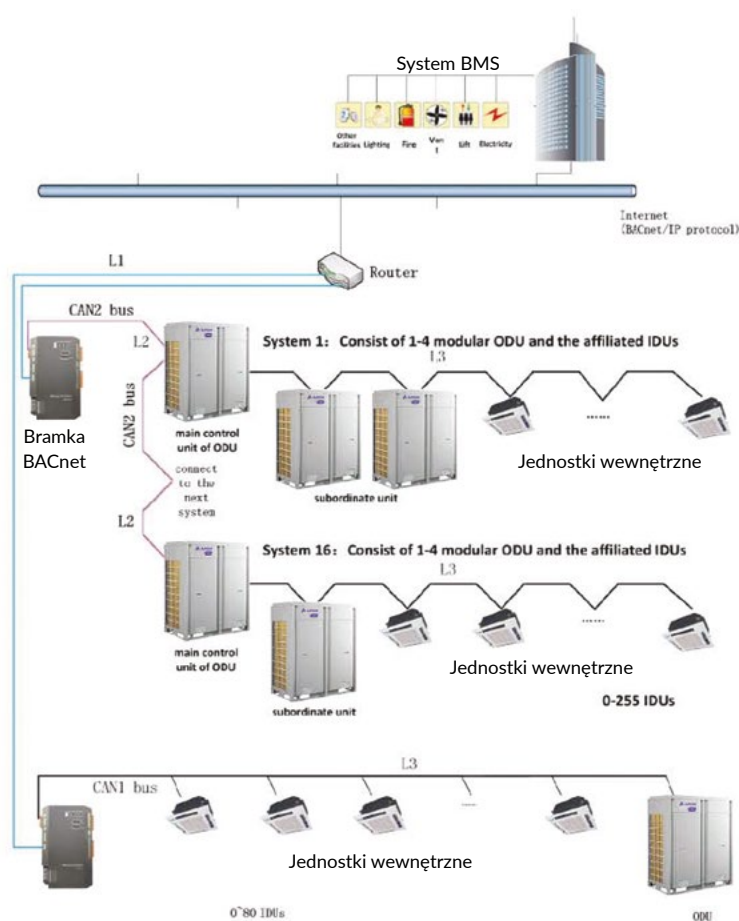 System BMS
Other
facilities
Lighting
Fire
Van
1
Lift
Electricity
Internet
(BACnet/IP protocol)
L1
Router
CAN2 bus
L2
System 1: Consist of 1-4 modular ODU and the affiliated IDUs
L3
CAN2 bus
Bramka
BACnet
main control
unit of ODU
......
Jednostki wewnętrzne
connect
to the
next
system
subordinate unit
L2
System 16: Consist of 1-4 modular ODU and the affiliated IDUs
L3
......
main control
unit of ODU
Jednostki wewnętrzne
subordinate unit
0-255 IDUs
L3
CAN1 bus
.....
Jednostki wewnętrzne
0~80 IDUs
ODU